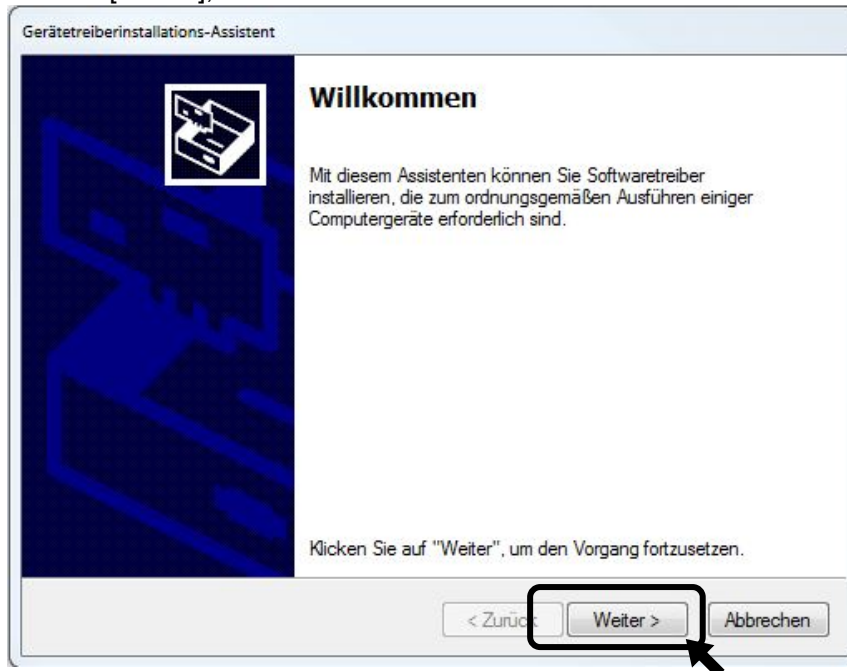 Gerätetreiberinstallations-Assistent
Willkommen
Mit diesem Assistenten können Sie Softwaretreiber
installieren, die zum ordnungsgemäßen Ausführen einiger
Computergeräte erforderlich sind.
Klicken Sie auf "Weiter", um den Vorgang fortzusetzen.
< Zurück Weiter > Abbrechen